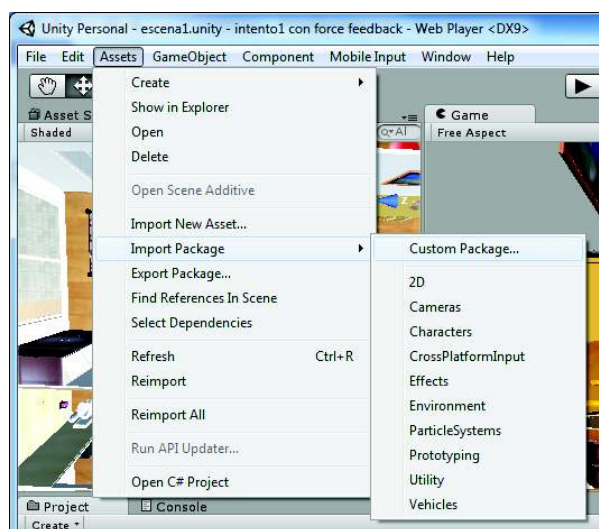 Unity Personal - escena1.unity - intento1 con force feedback - Web Player <DX9>
File Edit Assets GameObject Component Mobile Input Window Help
Asset S
Shaded
Al
Game
Free Aspect
Create
Show in Explorer
Open
Delete
Open Scene Additive
Import New Asset...
Import Package
Export Package...
Find References In Scene
Select Dependencies
Refresh Ctrl+R
Reimport
Reimport All
Run API Updater...
Open C# Project
Custom Package...
2D
Cameras
Characters
CrossPlatformInput
Effects
Environment
ParticleSystems
Prototyping
Utility
Vehicles
Project
Console
Create